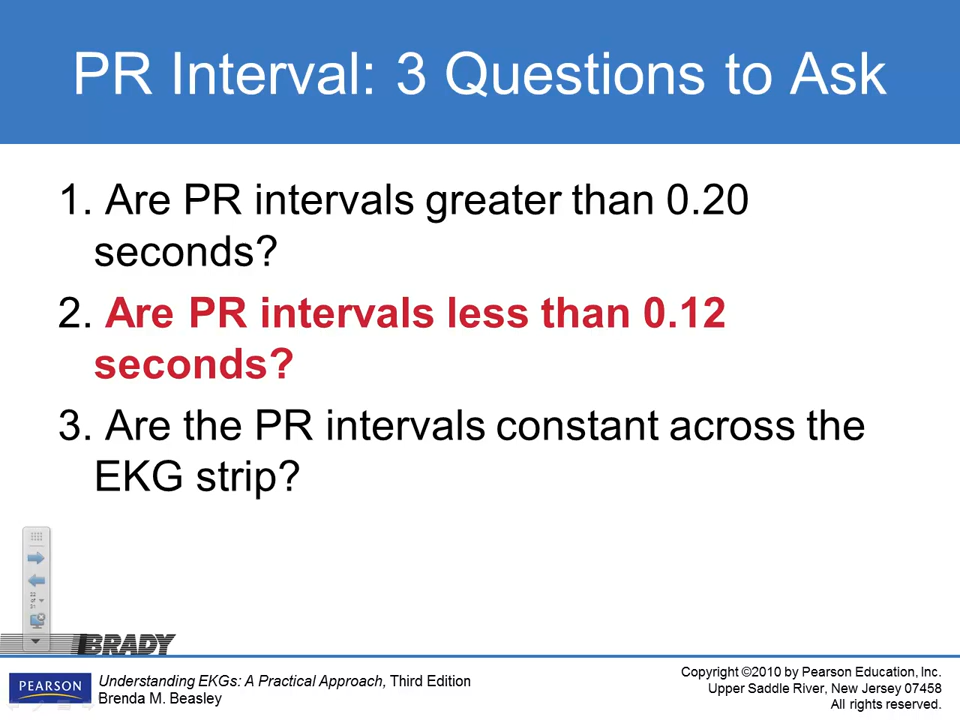 PR Interval: 3 Questions to Ask
1. Are PR intervals greater than 0.20
seconds?
2. Are PR intervals less than 0.12
seconds?
3. Are the PR intervals constant across the
EKG strip?
BRADY
PEARSON
Understanding EKGs: A Practical Approach, Third Edition
Brenda M. Beasley
Copyright ©2010 by Pearson Education, Inc.
Upper Saddle River, New Jersey 07458
All rights reserved.